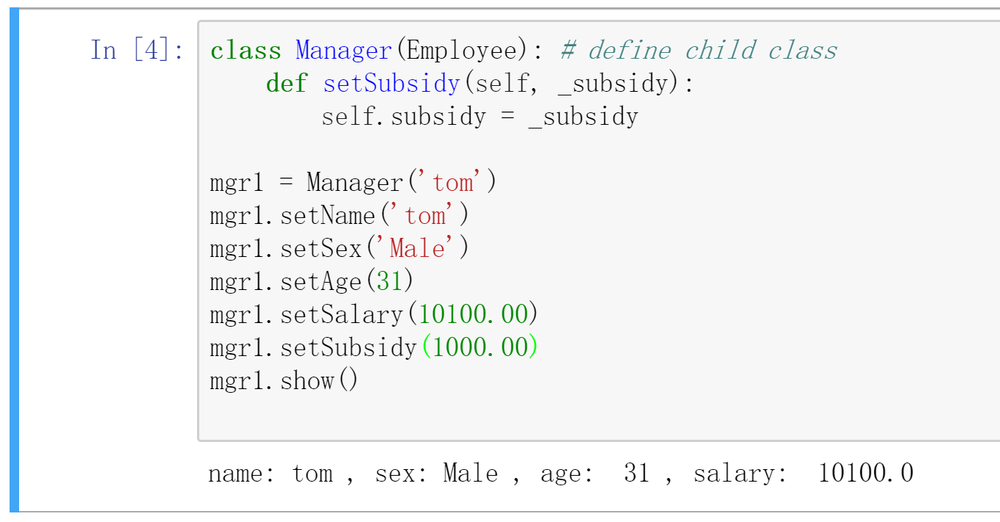 In [4]: class Manager(Employee): # define child class
    def setSubsidy(self, _subsidy):
        self.subsidy = _subsidy
mgr1 = Manager('tom')
mgr1.setName('tom')
mgr1.setSex('Male')
mgr1.setAge(31)
mgr1.setSalary(10100.00)
mgr1.setSubsidy(1000.00)
mgr1.show()
name: tom , sex: Male , age:  31 , salary:  10100.0